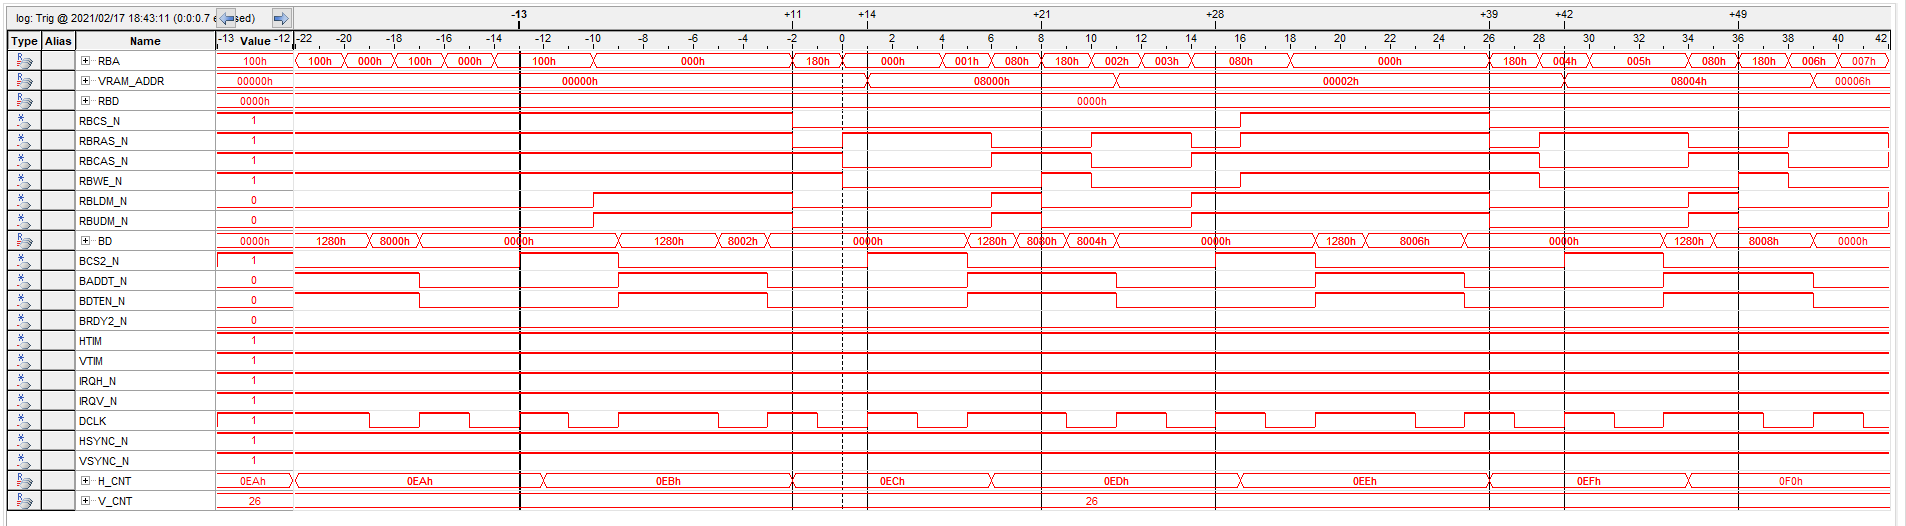 log: Trig @ 2021/02/17 18:43:11 (0:0:0.7 e sed)
-13 +11 +14 +21 +28 +39 +42 +49
Type Alias Name -13 Value -12 -22 -20 -18 -16 -14 -12 -10 -8 -6 -4 -2 0 2 4 6 8 10 12 14 16 18 20 22 24 26 28 30 32 34 36 38 40 42
RBA 100h 100h 000h 100h 000h 100h 000h 180h 000h 001h 080h 180h 002h 003h 080h 000h 180h 004h 005h 080h 180h 006h 007h
VRAM_ADDR 00000h 00000h 08000h 00002h 08004h 00006h
RBD 0000h 0000h
RBCS_N 1
RBRAS_N 1
RBCAS_N 1
RBWE_N 1
RBLDM_N 0
RBUDM_N 0
BD 0000h 1280h 8000h 0000h 1280h 8002h 0000h 1280h 8080h 8004h 0000h 1280h 8006h 0000h 1280h 8008h 0000h
BCS2_N 1
BADDT_N 0
BDTEN_N 0
BRDY2_N 0
HTIM 1
VTIM 1
IRQH_N 1
IRQV_N 1
DCLK 1
HSYNC_N 1
VSYNC_N 1
H_CNT 0EAh 0EAh 0EBh 0ECh 0EDh 0EEh 0EFh 0F0h
V_CNT 26 26